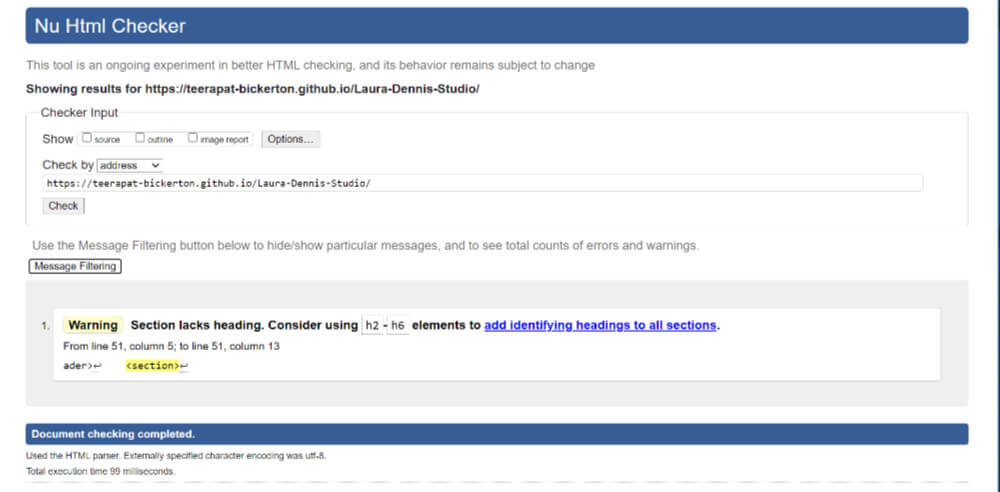 Nu Html Checker
This tool is an ongoing experiment in better HTML checking, and its behavior remains subject to change
Showing results for https://teerapat-bickerton.github.io/Laura-Dennis-Studio/
Checker Input
Show source outline image report Options...
Check by address
https://teerapat-bickerton.github.io/Laura-Dennis-Studio/
Check
Use the Message Filtering button below to hide/show particular messages, and to see total counts of errors and warnings.
Message Filtering
1. Warning Section lacks heading. Consider using h2 - h6 elements to add identifying headings to all sections.
From line 51, column 5; to line 51, column 13
ader>↩ <section>↩
Document checking completed.
Used the HTML parser. Externally specified character encoding was utf-8.
Total execution time 99 milliseconds.